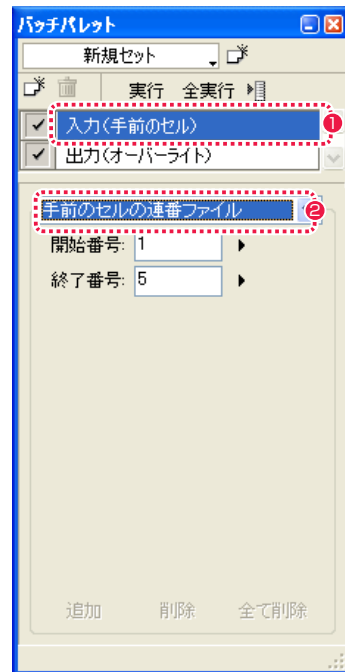 バッチパレット
新規セット
実行 全実行
入力(手前のセル)
1
出力(オーバーライト)
手前のセルの連番ファイル
2
開始番号: 1
終了番号: 5
追加 削除 全て削除